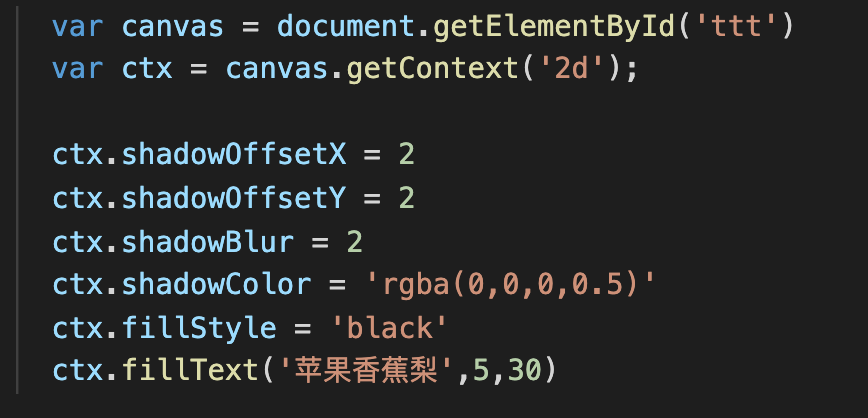 var canvas = document.getElementById('ttt')
var ctx = canvas.getContext('2d');
ctx.shadowOffsetX = 2
ctx.shadowOffsetY = 2
ctx.shadowBlur = 2
ctx.shadowColor = 'rgba(0,0,0,0.5)'
ctx.fillStyle = 'black'
ctx.fillText('苹果香蕉梨',5,30)